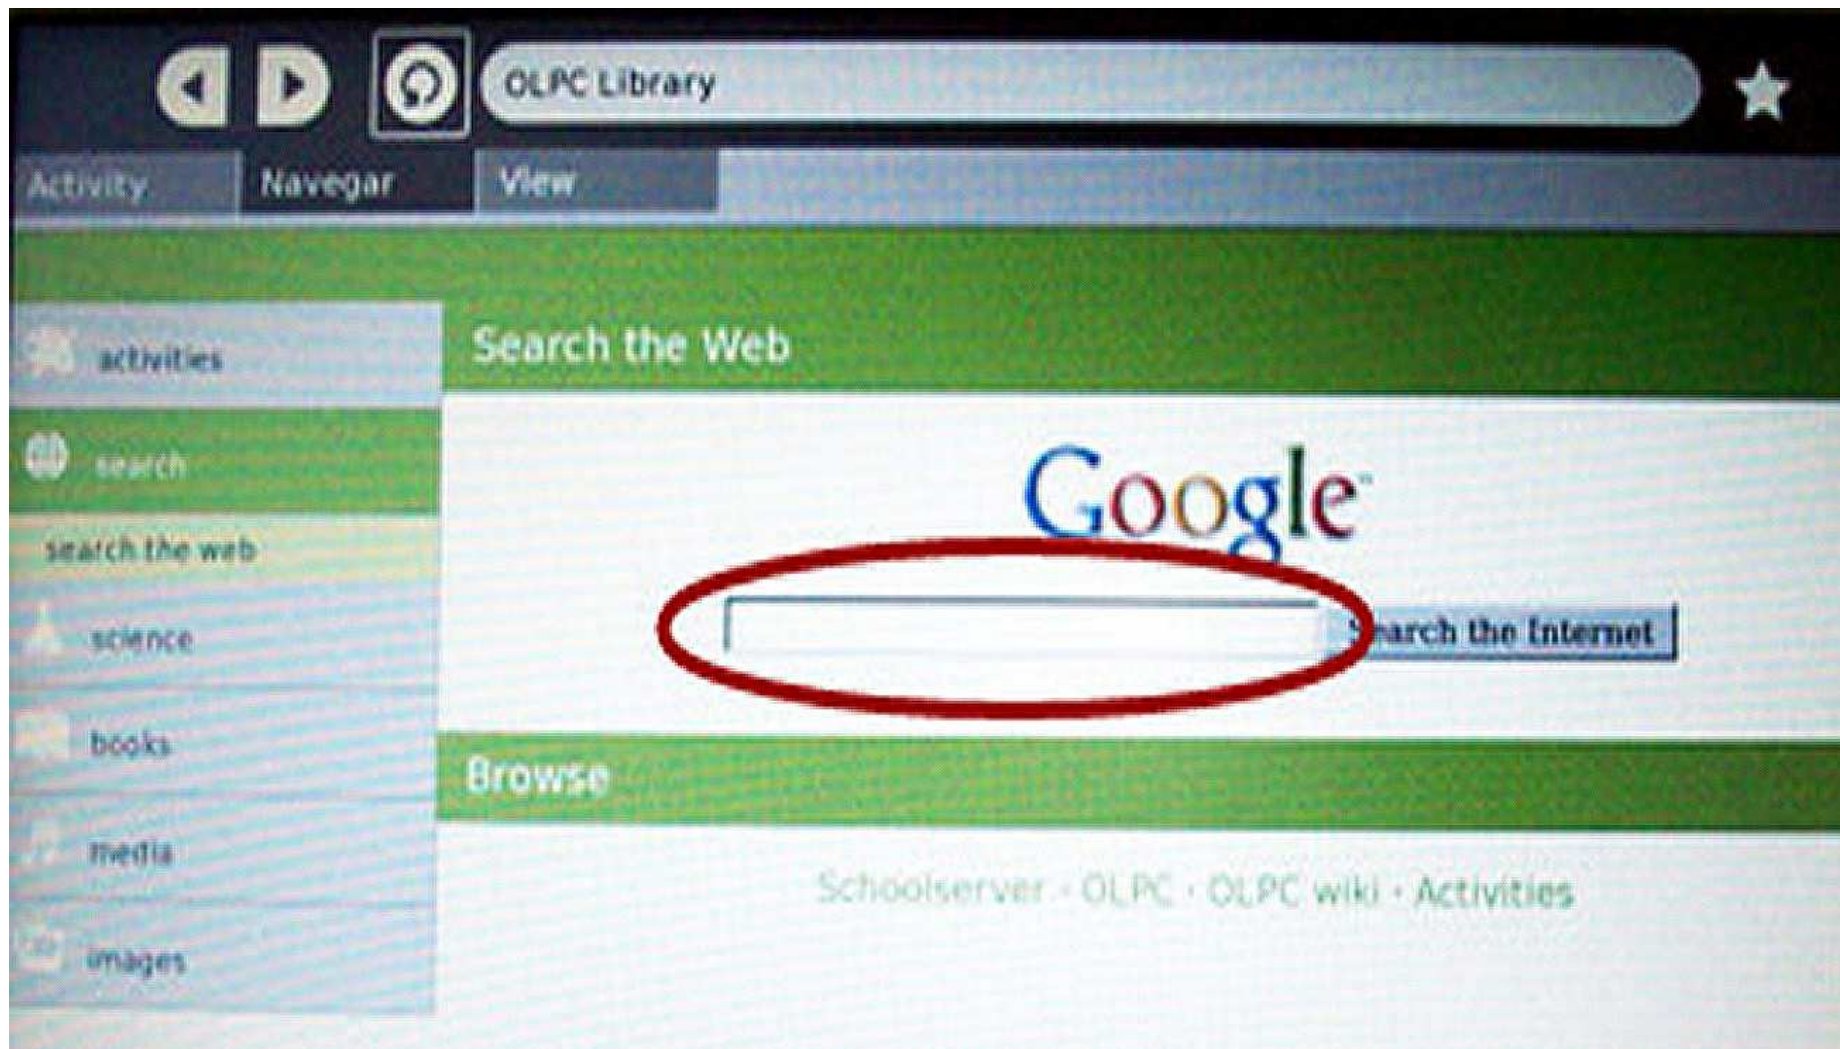 OLPC Library
Activity Navegar View
activities
search
search the web
science
books
media
images
Search the Web
Google™
Search the Internet
Browse
Schoolserver · OLPC · OLPC wiki · Activities